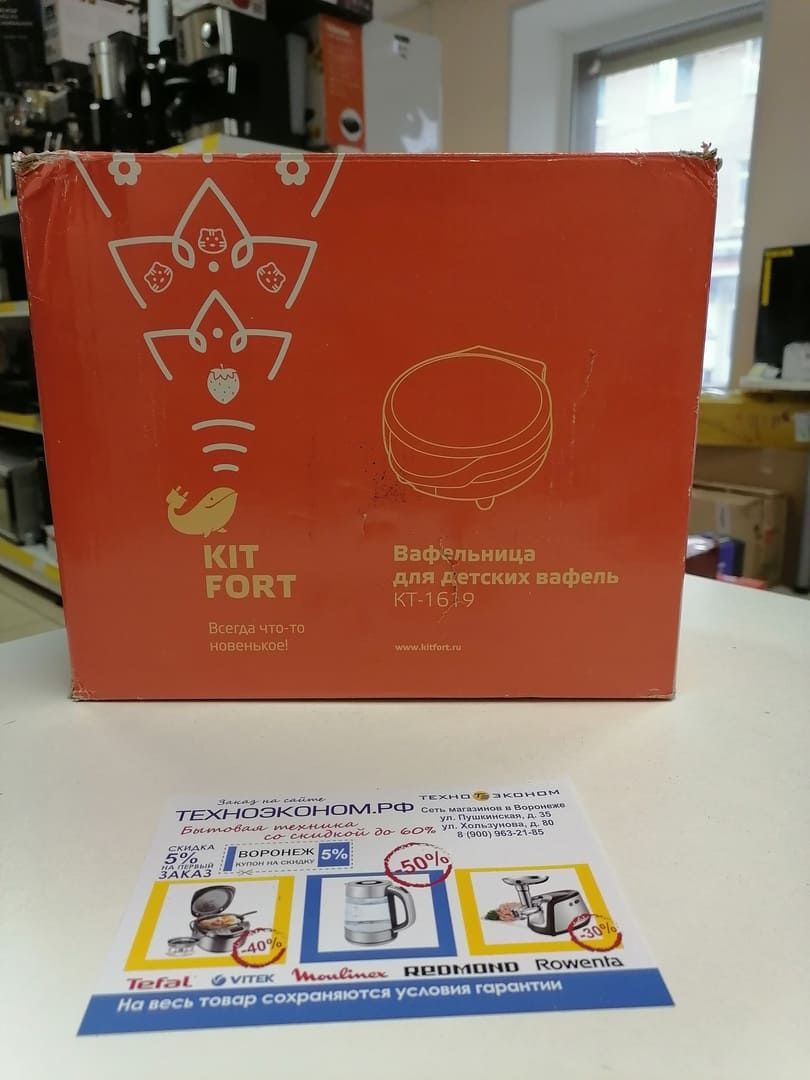 KIT
FORT
Всегда что-то
новенькое!
Вафельница
для детских вафель
КТ-1619
www.kitfort.ru
Заказ на сайте
ТЕХНОЭКОНОМ.РФ
Бытовая техника
со скидкой до 60%
ТЕХНО ЭКОНОМ
Сеть магазинов в Воронеже
ул. Пушкинская, д. 35
ул. Хользунова, д. 80
8 (900) 963-21-85
СКИДКА
5%
НА ПЕРВЫЙ
ЗАКАЗ
ВОРОНЕЖ
КУПОН НА СКИДКУ
5%
-40%
-50%
-30%
Tefal
VITEK
Moulinex
REDMOND
Rowenta
На весь товар сохраняются условия гарантии